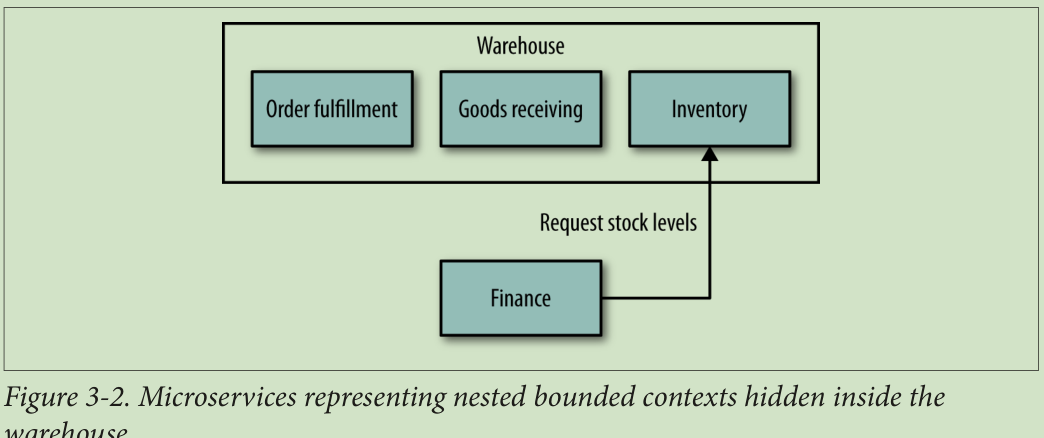 Warehouse
Order fulfillment
Goods receiving
Inventory
Request stock levels
Finance
Figure 3-2. Microservices representing nested bounded contexts hidden inside the
warehouse